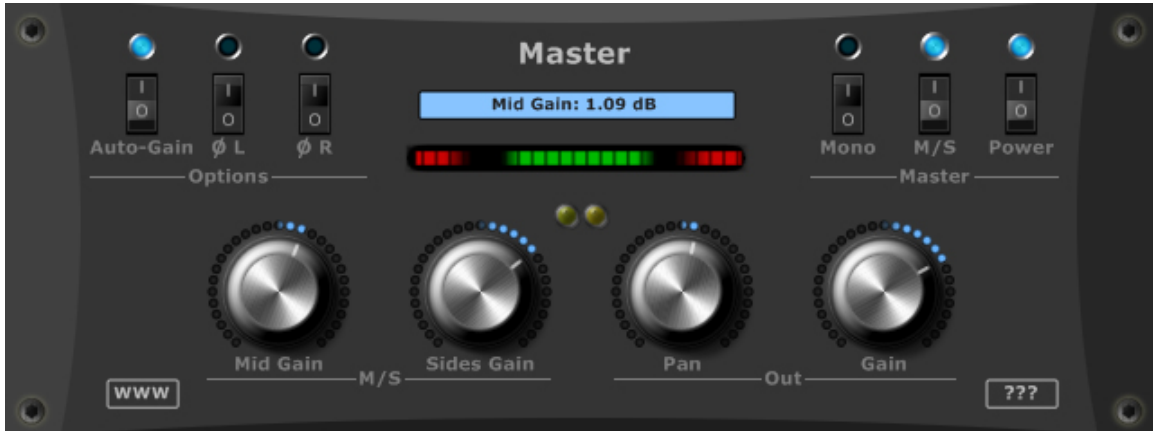 Master
Mid Gain: 1.09 dB
I I I
O O O
Auto-Gain Ø L Ø R
Options
I I I
O O O
Mono M/S Power
Master
Mid Gain Sides Gain
M/S
Pan Gain
Out
WWW
???